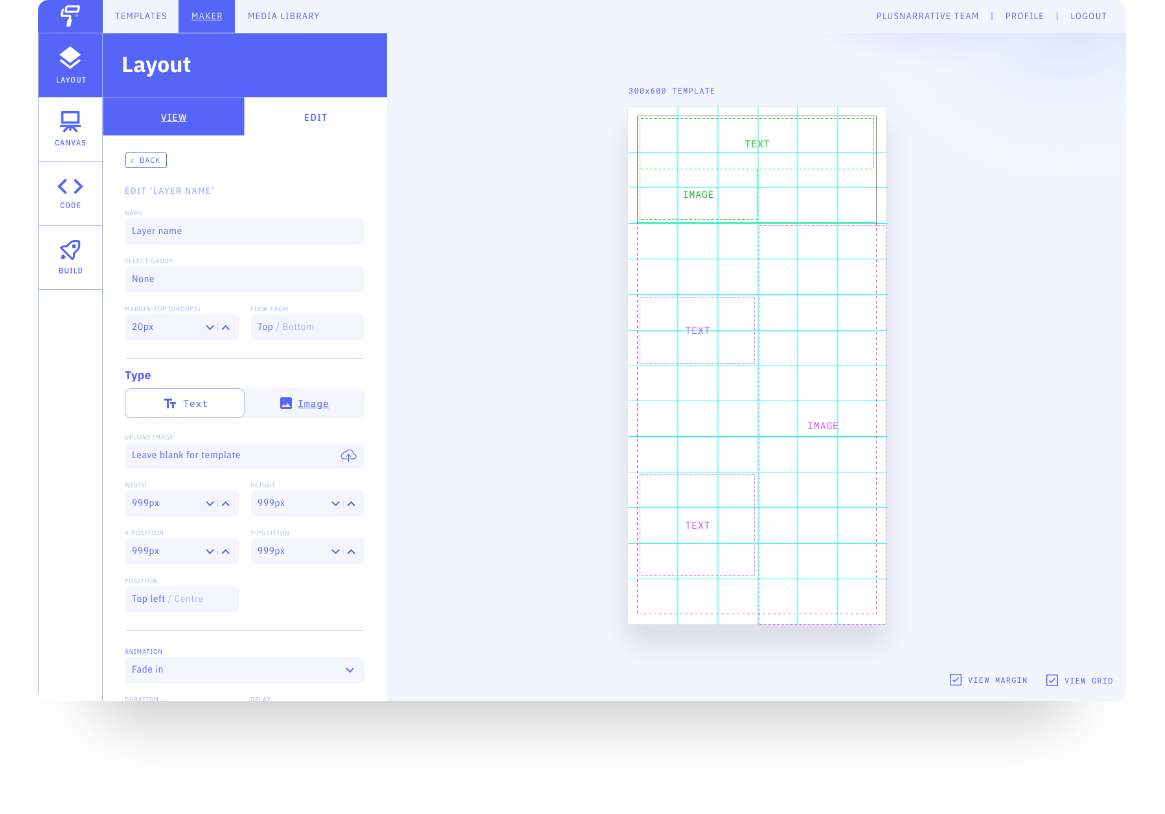 TEMPLATES MAKER MEDIA LIBRARY PLUSNARRATIVE TEAM | PROFILE | LOGOUT
LAYOUT
CANVAS
CODE
BUILD
Layout
VIEW EDIT
< BACK
EDIT 'LAYER NAME'
NAME
Layer name
SELECT GROUP
None
MARGIN-TOP (GROUPS) FLOW FROM
20px Top / Bottom
Type
Text Image
UPLOAD IMAGE
Leave blank for template
WIDTH HEIGHT
999px 999px
X-POSITION Y-POSITION
999px 999px
POSITION
Top left / Centre
ANIMATION
Fade in
DURATION DELAY
300x600 TEMPLATE
TEXT
IMAGE
TEXT
IMAGE
TEXT
VIEW MARGIN VIEW GRID